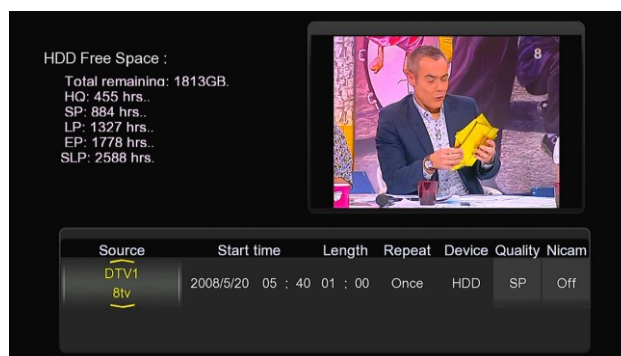 HDD Free Space :
Total remaining: 1813GB.
HQ: 455 hrs..
SP: 884 hrs..
LP: 1327 hrs..
EP: 1778 hrs..
SLP: 2588 hrs.
8
Source Start time Length Repeat Device Quality Nicam
DTV1
8tv
2008/5/20 05 : 40 01 : 00 Once HDD SP Off